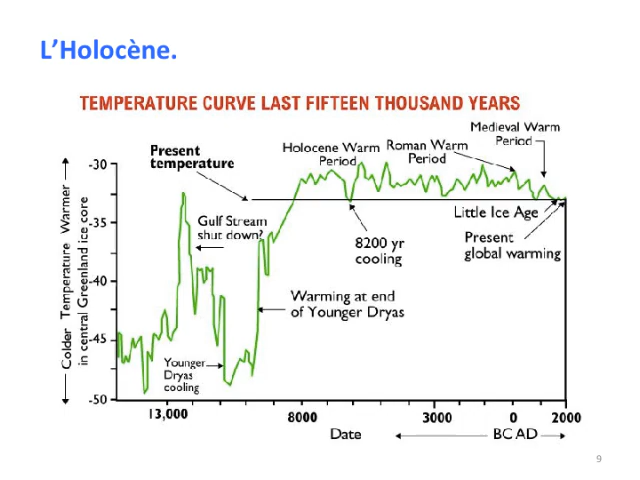 L’Holocène.
TEMPERATURE CURVE LAST FIFTEEN THOUSAND YEARS
Medieval Warm
Period
Holocene Warm
Period
Roman Warm
Period
Present
temperature
-30
-35
-40
-45
-50
Colder Temperature Warmer
in central Greenland ice core
Gulf Stream
shut down?
8200 yr
cooling
Little Ice Age
Present
global warming
Warming at end
of Younger Dryas
Younger
Dryas
cooling
13,000
8000
3000
0
2000
Date
BC AD
9